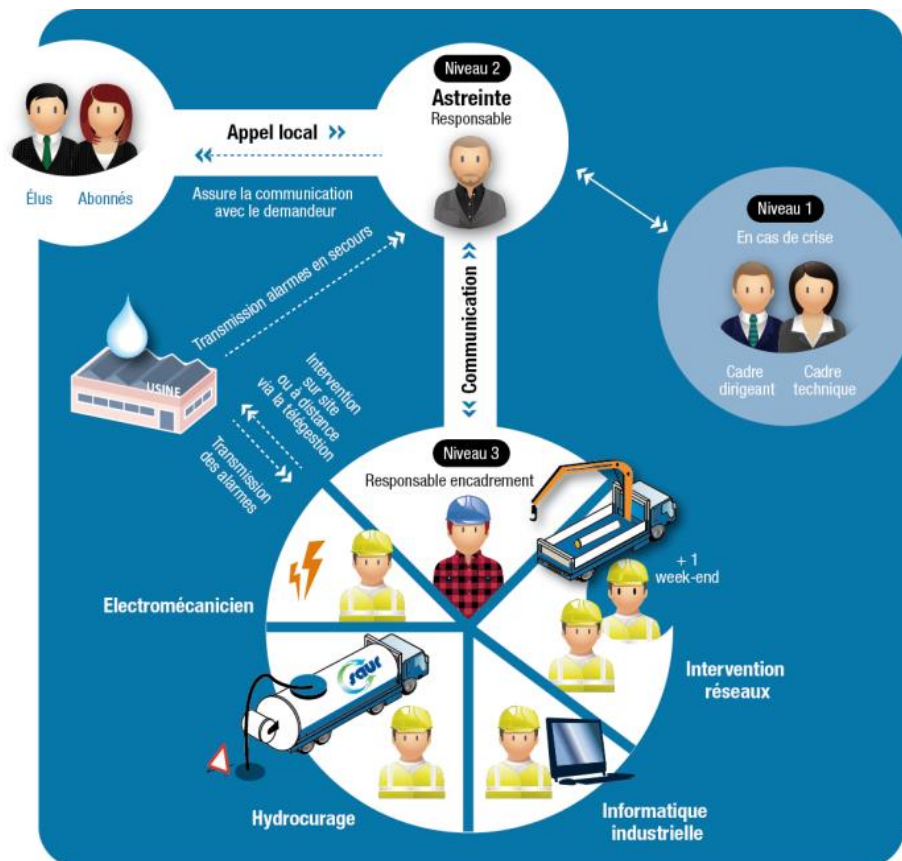 Niveau 2
Astreinte
Responsable
Appel local >>
<<
Élus
Abonnés
Assure la communication
avec le demandeur
Niveau 1
En cas de crise
Cadre
dirigeant
Cadre
technique
Transmission alarmes en secours
Communication
USINE
Intervention
sur site
ou à distance
via la télégestion
Transmission
des alarmes
Niveau 3
Responsable encadrement
+ 1
week-end
Electromécanicien
saur
Intervention
réseaux
Hydrocurage
Informatique
industrielle